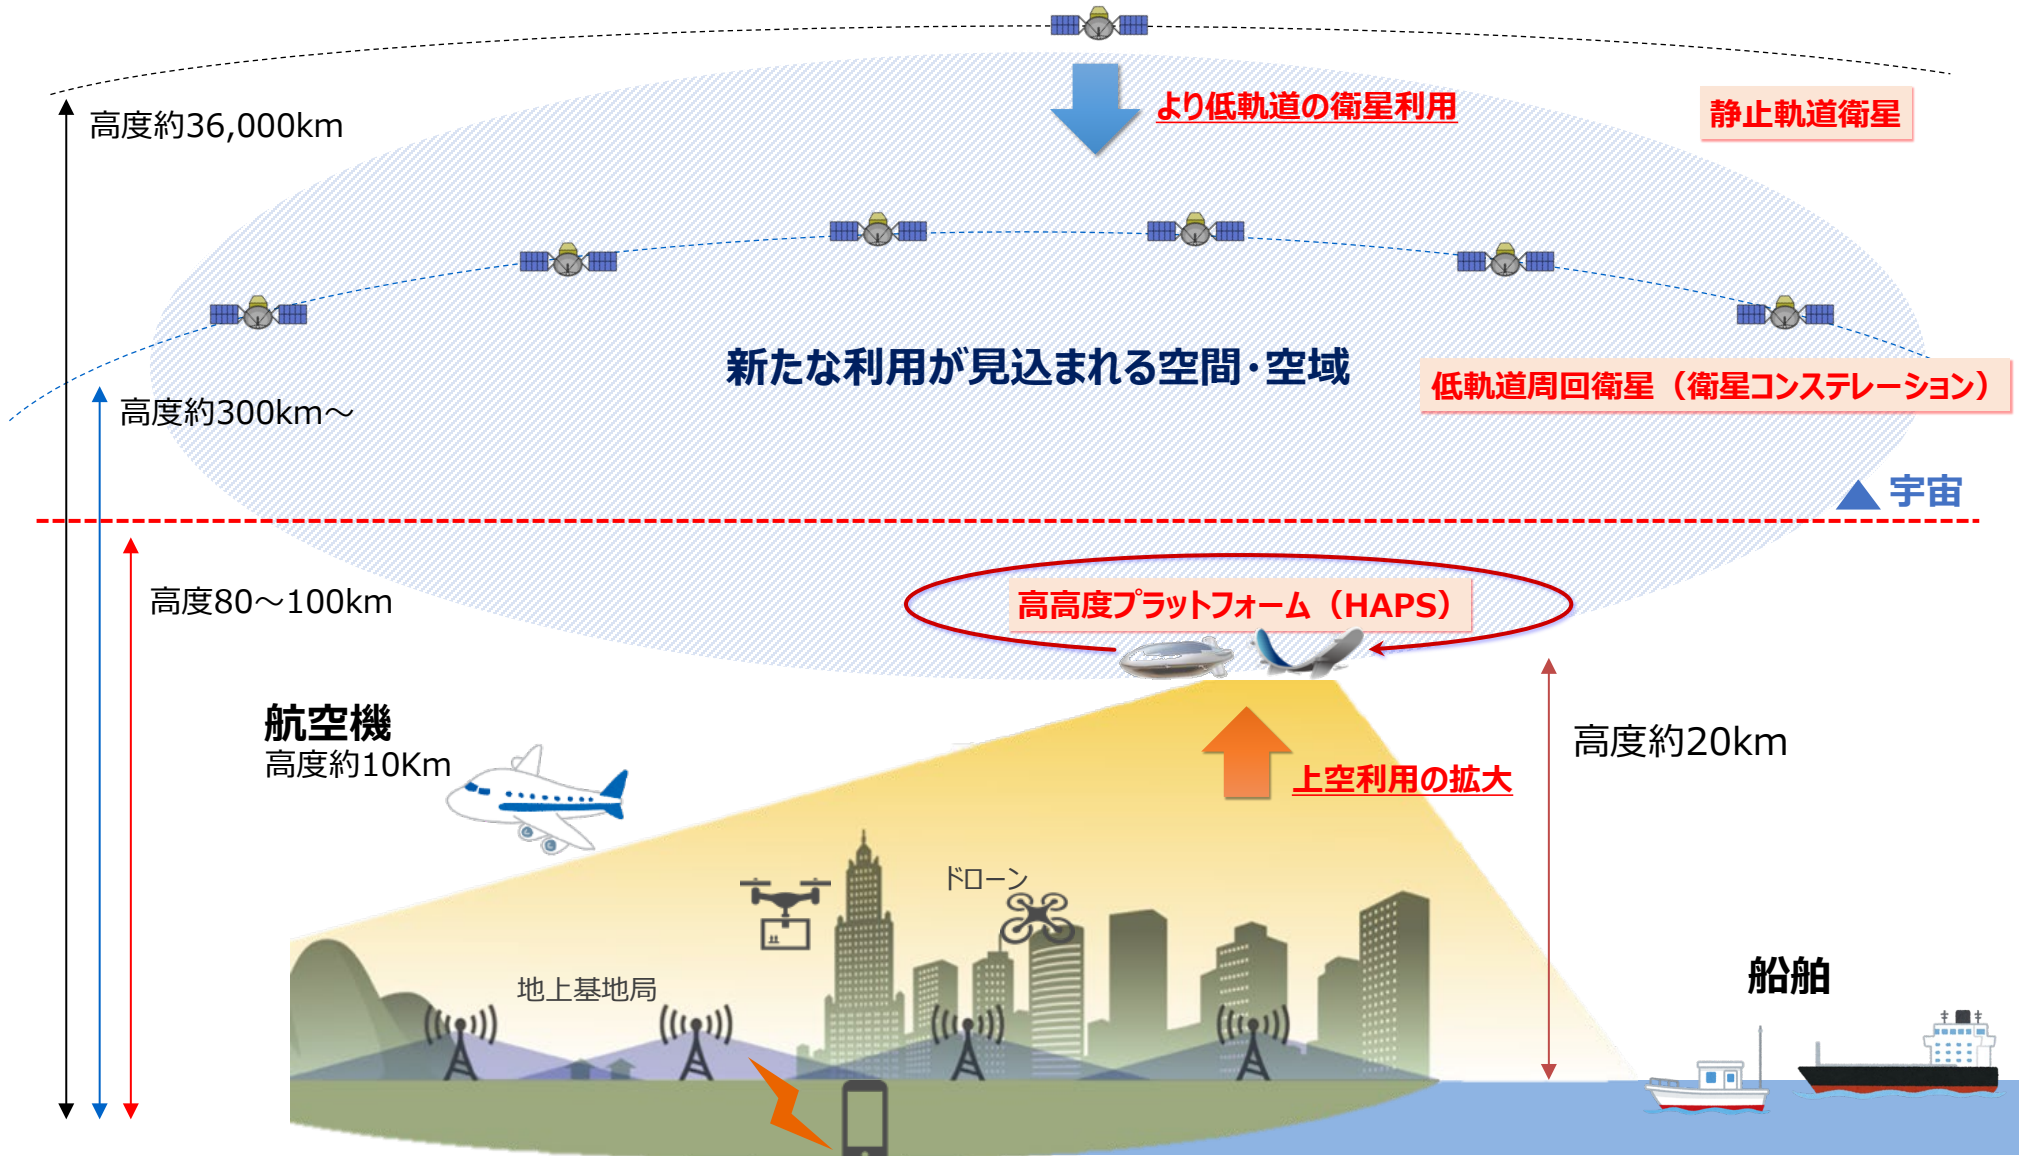 より低軌道の衛星利用
静止軌道衛星
高度約36,000km
新たな利用が見込まれる空間・空域
低軌道周回衛星（衛星コンステレーション）
高度約300km～
宇宙
高度80～100km
高高度プラットフォーム（HAPS）
航空機
高度約10Km
高度約20km
上空利用の拡大
ドローン
地上基地局
船舶